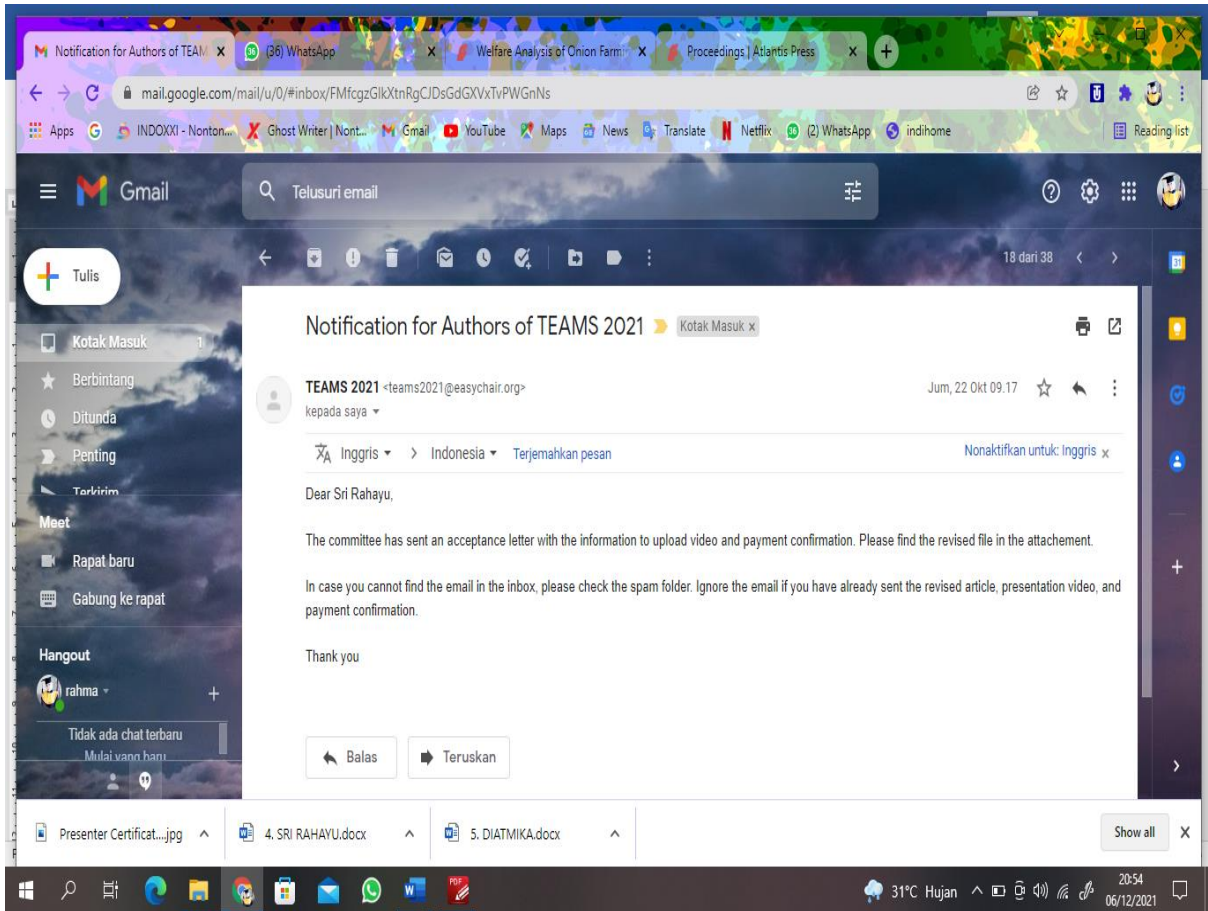 Notification for Authors of TEAM
(36) WhatsApp
Welfare Analysis of Onion Farmi
Proceedings | Atlantis Press
mail.google.com/mail/u/0/#inbox/FMfcgzGlkXtnRgCJDsGdGXVxTvPWGnNs
Apps
INDOXXI - Nonton...
Ghost Writer | Nont...
Gmail
YouTube
Maps
News
Translate
Netflix
(2) WhatsApp
indihome
Reading list
Gmail
Telusuri email
Tulis
18 dari 38
31
Kotak Masuk 1
Berbintang
Ditunda
Penting
Terkirim
Meet
Rapat baru
Gabung ke rapat
Hangout
rahma
Tidak ada chat terbaru
Mulai yang baru
Notification for Authors of TEAMS 2021
Kotak Masuk x
TEAMS 2021 <teams2021@easychair.org>
Jum, 22 Okt 09.17
kepada saya
Inggris > Indonesia Terjemahkan pesan
Nonaktifkan untuk: Inggris x
Dear Sri Rahayu,
The committee has sent an acceptance letter with the information to upload video and payment confirmation. Please find the revised file in the attachement.
In case you cannot find the email in the inbox, please check the spam folder. Ignore the email if you have already sent the revised article, presentation video, and
payment confirmation.
Thank you
Balas
Teruskan
Presenter Certificat....jpg
4. SRI RAHAYU.docx
5. DIATMIKA.docx
Show all
PDF
31°C Hujan
20:54
06/12/2021